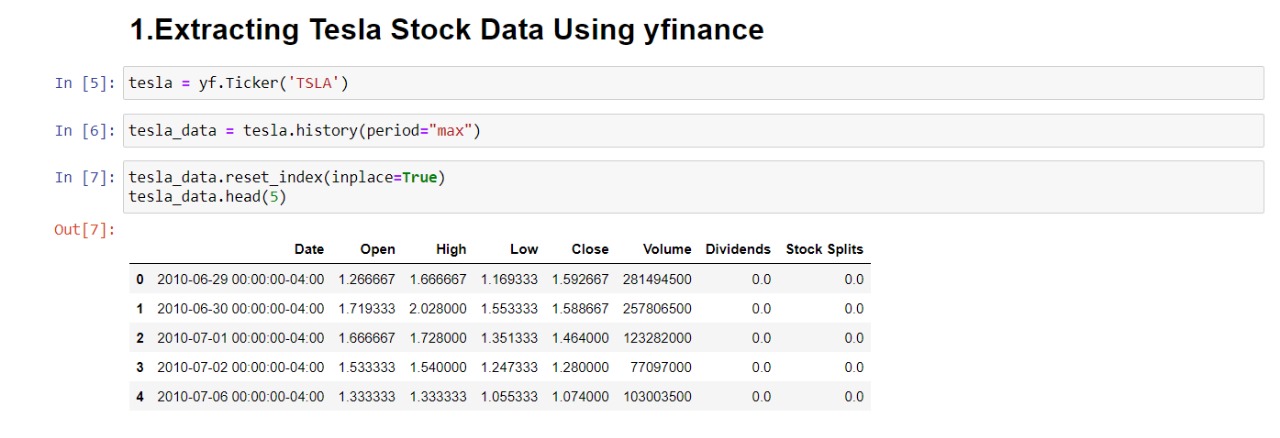 1.Extracting Tesla Stock Data Using yfinance
In [5]: tesla = yf.Ticker('TSLA')
In [6]: tesla_data = tesla.history(period="max")
In [7]: tesla_data.reset_index(inplace=True)
tesla_data.head(5)
Out[7]:
Date Open High Low Close Volume Dividends Stock Splits
0 2010-06-29 00:00:00-04:00 1.266667 1.666667 1.169333 1.592667 281494500 0.0 0.0
1 2010-06-30 00:00:00-04:00 1.719333 2.028000 1.553333 1.588667 257806500 0.0 0.0
2 2010-07-01 00:00:00-04:00 1.666667 1.728000 1.351333 1.464000 123282000 0.0 0.0
3 2010-07-02 00:00:00-04:00 1.533333 1.540000 1.247333 1.280000 77097000 0.0 0.0
4 2010-07-06 00:00:00-04:00 1.333333 1.333333 1.055333 1.074000 103003500 0.0 0.0